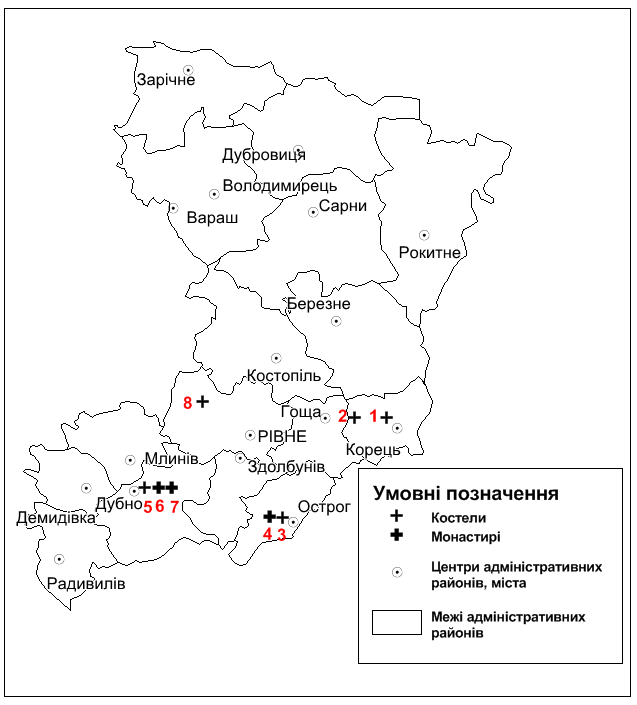 Зарічне
Дубровиця
Володимирець
Вараш
Сарни
Рокитне
Березне
Костопіль
8
Гоща
2
1
РІВНЕ
Корець
Млинів
Здолбунів
Дубно
5 6 7
Острог
Демидівка
4 3
Радивилів
Умовні позначення
Костели
Монастирі
Центри адміністративних
районів, міста
Межі адміністративних
районів